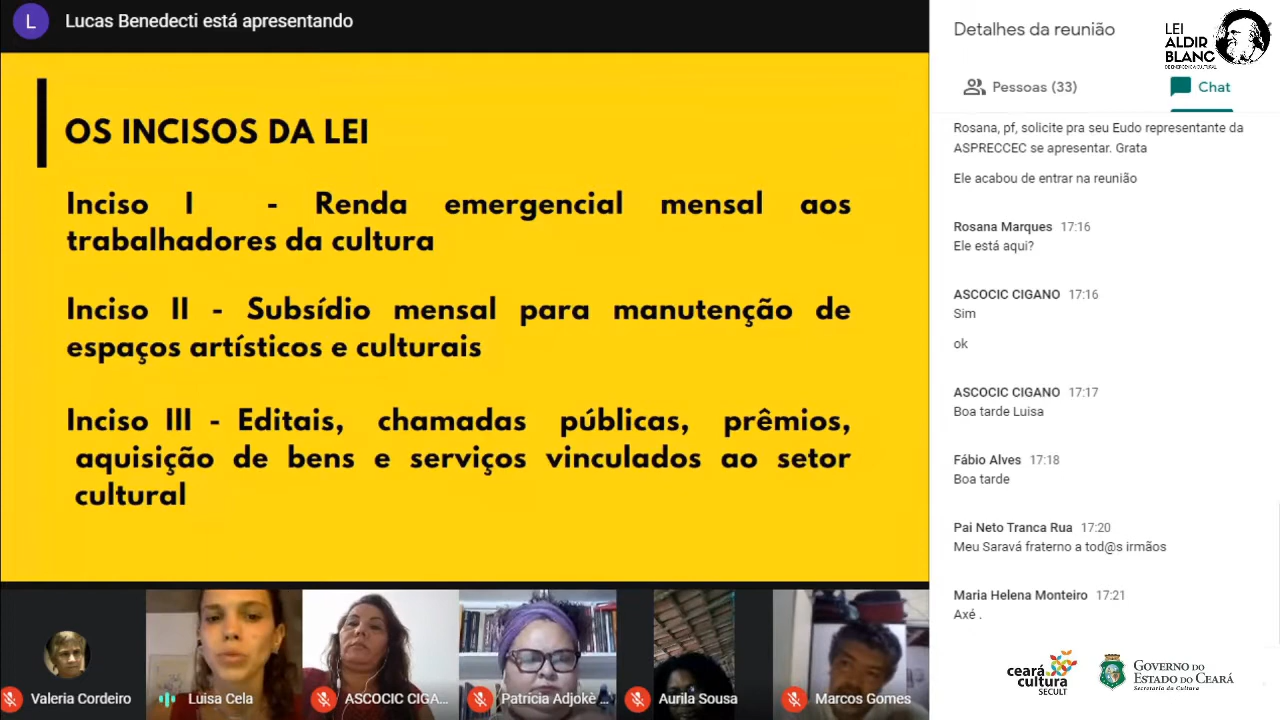 L
Lucas Benedecti está apresentando
OS INCISOS DA LEI
Inciso I - Renda emergencial mensal aos
trabalhadores da cultura
Inciso II - Subsídio mensal para manutenção de
espaços artísticos e culturais
Inciso III - Editais, chamadas públicas, prêmios,
aquisição de bens e serviços vinculados ao setor
cultural
Valeria Cordeiro
Luisa Cela
ASCOCIC CIGA...
Patrícia Adjokè ...
Aurila Sousa
Marcos Gomes
Detalhes da reunião
LEI
ALDIR
BLANC
DE EMERGÊNCIA CULTURAL
Pessoas (33)
Chat
Rosana, pf, solicite pra seu Eudo representante da
ASPRECCEC se apresentar. Grata
Ele acabou de entrar na reunião
Rosana Marques 17:16
Ele está aqui?
ASCOCIC CIGANO 17:16
Sim
ok
ASCOCIC CIGANO 17:17
Boa tarde Luisa
Fábio Alves 17:18
Boa tarde
Pai Neto Tranca Rua 17:20
Meu Saravá fraterno a tod@s irmãos
Maria Helena Monteiro 17:21
Axé .
ceará
cultura
SECULT
GOVERNO DO
ESTADO DO CEARÁ
Secretaria da Cultura